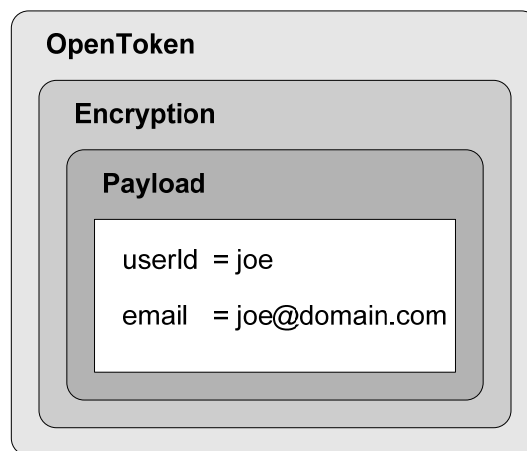 OpenToken
Encryption
Payload
userId = joe
email = joe@domain.com